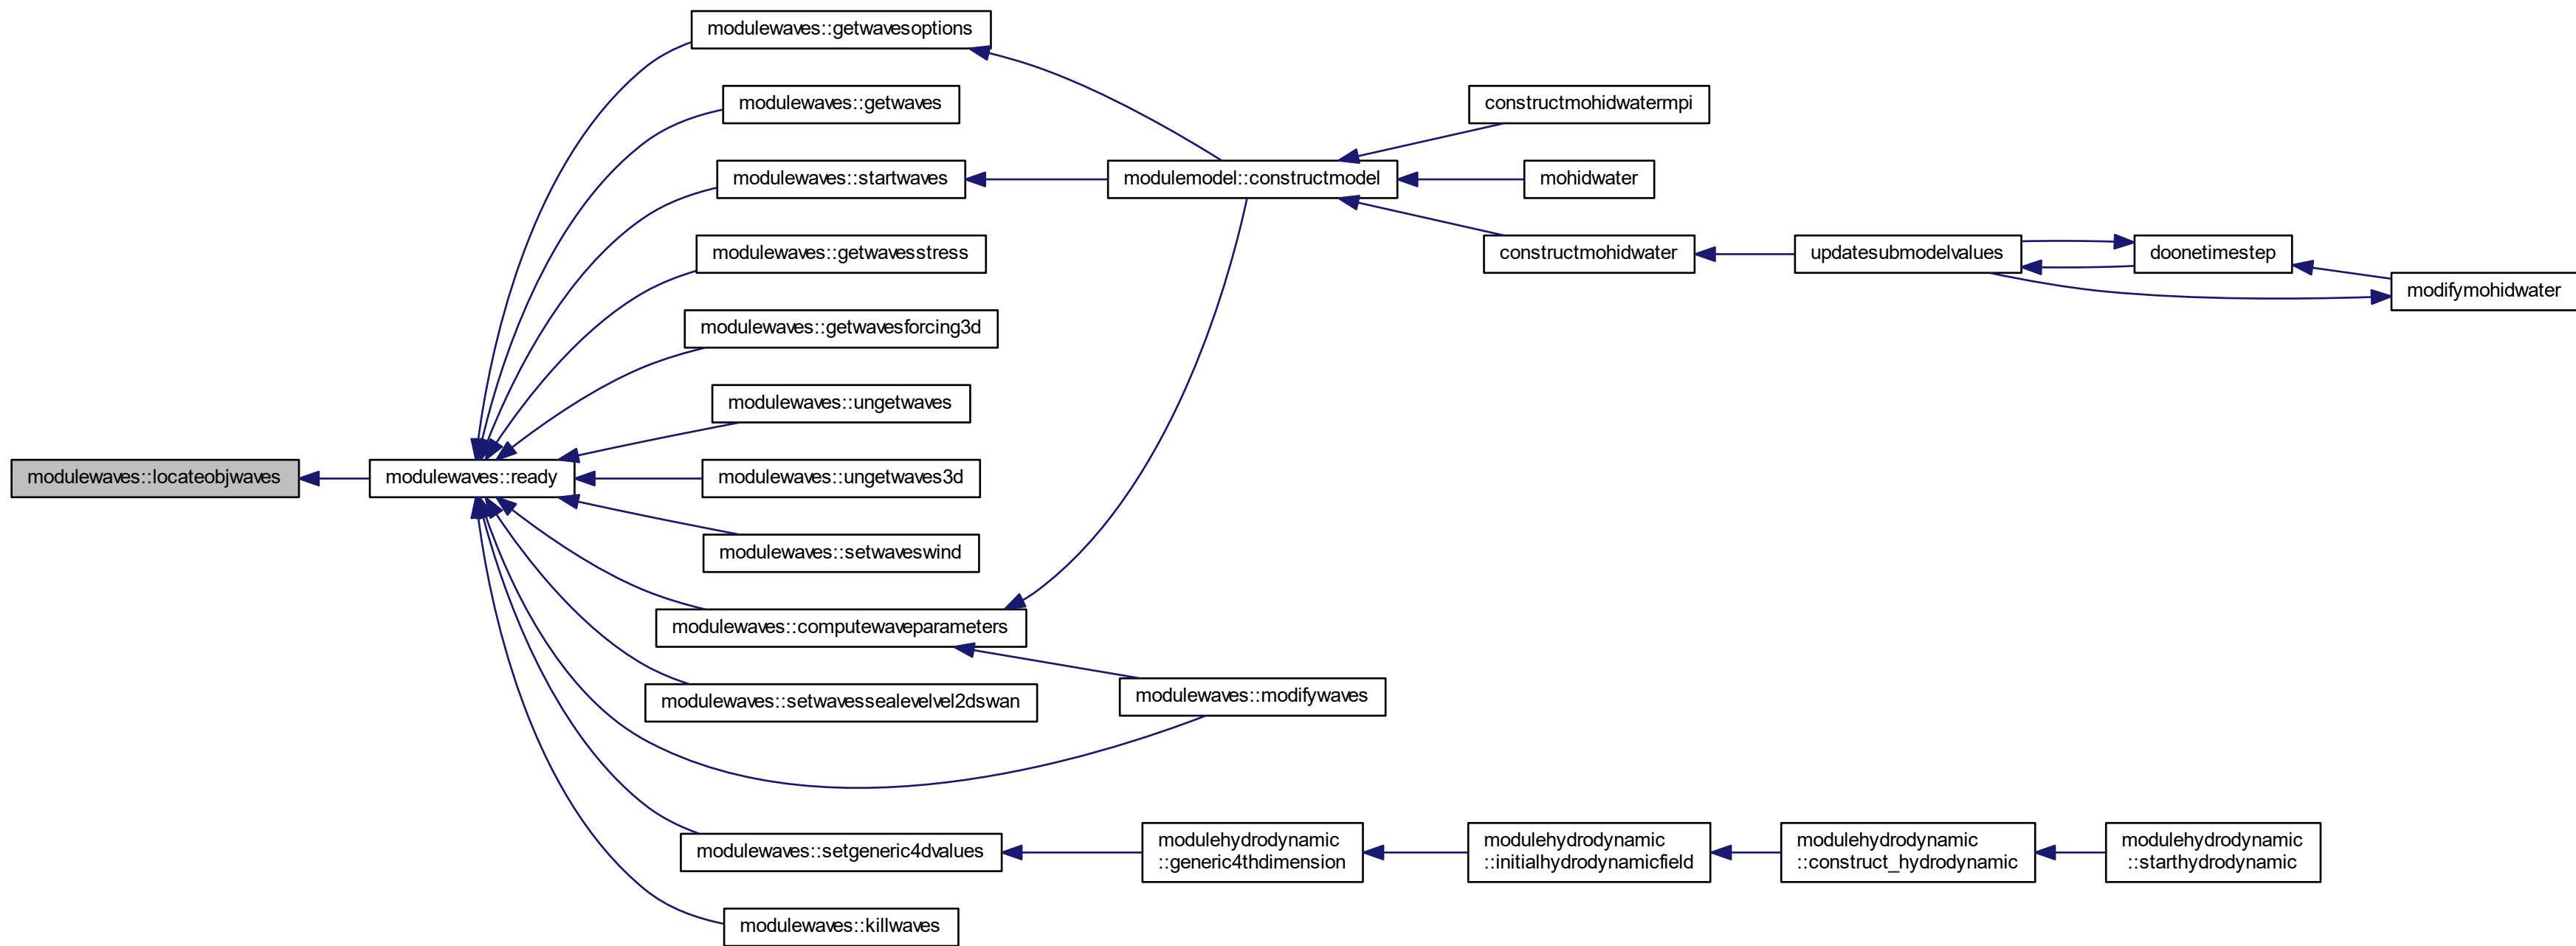 modulewaves::getwavesoptions
modulewaves::getwaves
constructmohidwatermpi
modulewaves::startwaves
modulemodel::constructmodel
mohidwater
modulewaves::getwavesstress
constructmohidwater
updatesubmodelvalues
doonetimestep
modifymohidwater
modulewaves::getwavesforcing3d
modulewaves::ungetwaves
modulewaves::locateobjwaves
modulewaves::ready
modulewaves::ungetwaves3d
modulewaves::setwaveswind
modulewaves::computewaveparameters
modulewaves::setwavessealevelvel2dswan
modulewaves::modifywaves
modulewaves::setgeneric4dvalues
modulehydrodynamic
::generic4thdimension
modulehydrodynamic
::initialhydrodynamicfield
modulehydrodynamic
::construct_hydrodynamic
modulehydrodynamic
::starthydrodynamic
modulewaves::killwaves